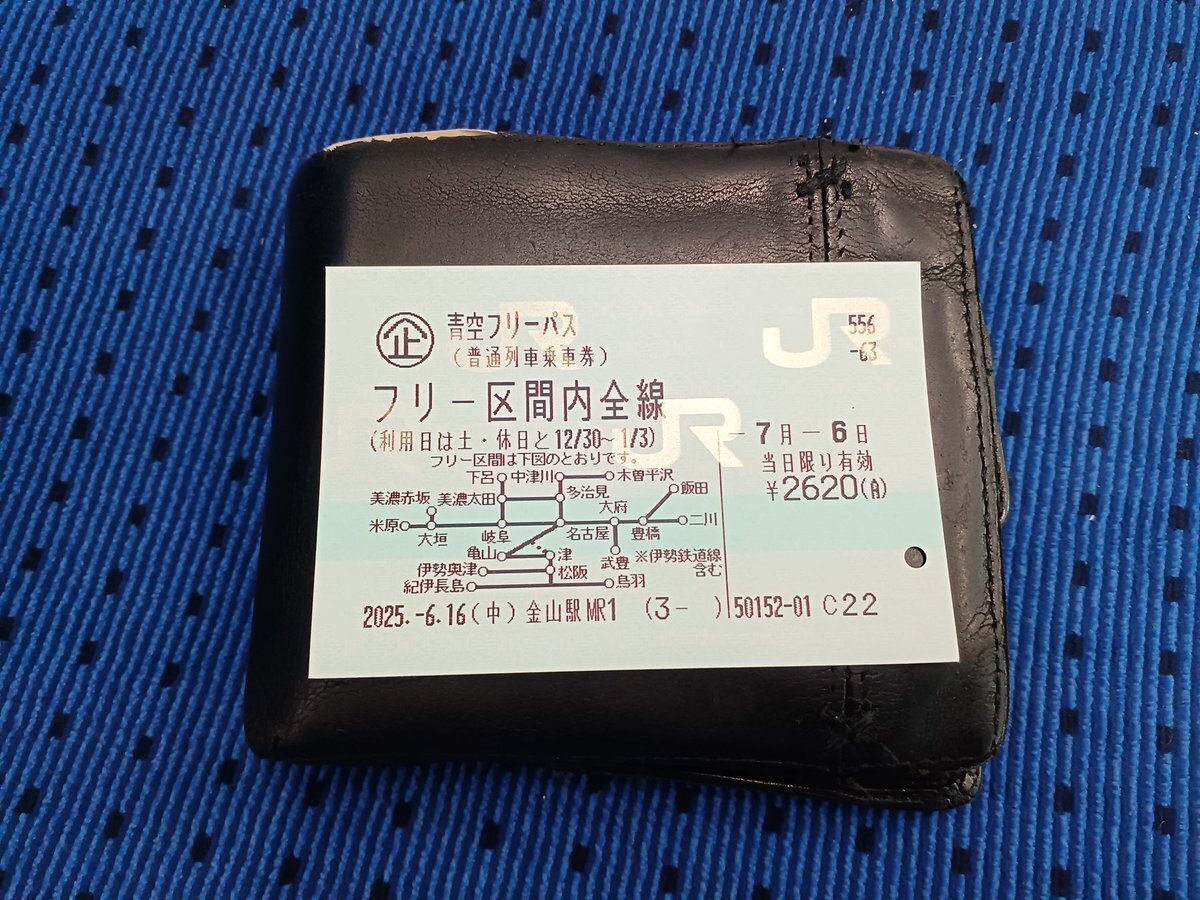 企 青空フリーパス
JR 556
(普通列車乗車券)
-63
フリー区間内全線
JR
(利用日は土・休日と12/30~1/3)
-7月-6日
フリー区間は下図のとおりです。
当日限り有効
¥2620(A)
下呂 中津川 木曽平沢
美濃赤坂 美濃太田 多治見 飯田
大府
米原 大垣 岐阜 名古屋 豊橋 二川
亀山 津 武豊 ※伊勢鉄道線
含む
伊勢奥津 松阪
紀伊長島 鳥羽
2025.-6.16(中) 金山駅MR1 (3- ) 50152-01 C22